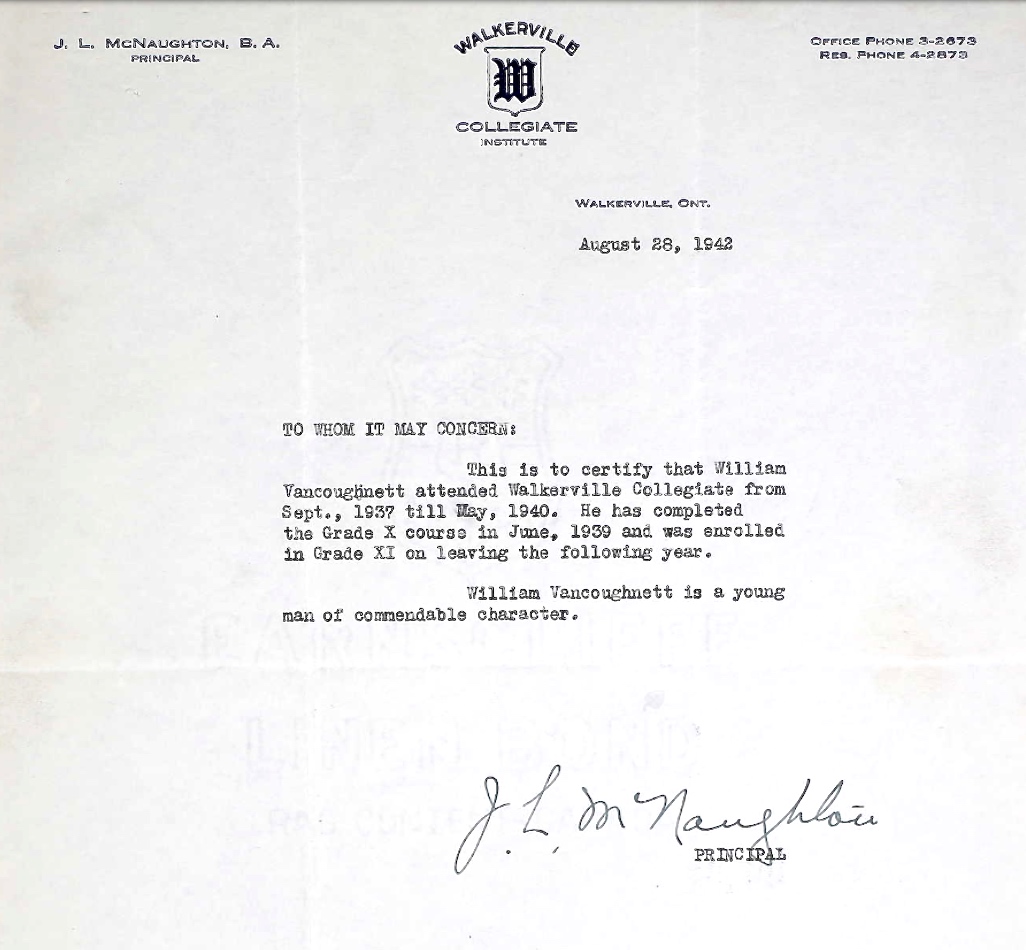 J. L. McNaughton, B. A.
PRINCIPAL
WALKERVILLE
W
COLLEGIATE
INSTITUTE
Office Phone 3-2673
Res. Phone 4-2873
Walkerville, Ont.
August 28, 1942
TO WHOM IT MAY CONCERN:
This is to certify that William
Vancoughnett attended Walkerville Collegiate from
Sept., 1937 till May, 1940. He has completed
the Grade X course in June, 1939 and was enrolled
in Grade XI on leaving the following year.
William Vancoughnett is a young
man of commendable character.
J. L. McNaughton
PRINCIPAL